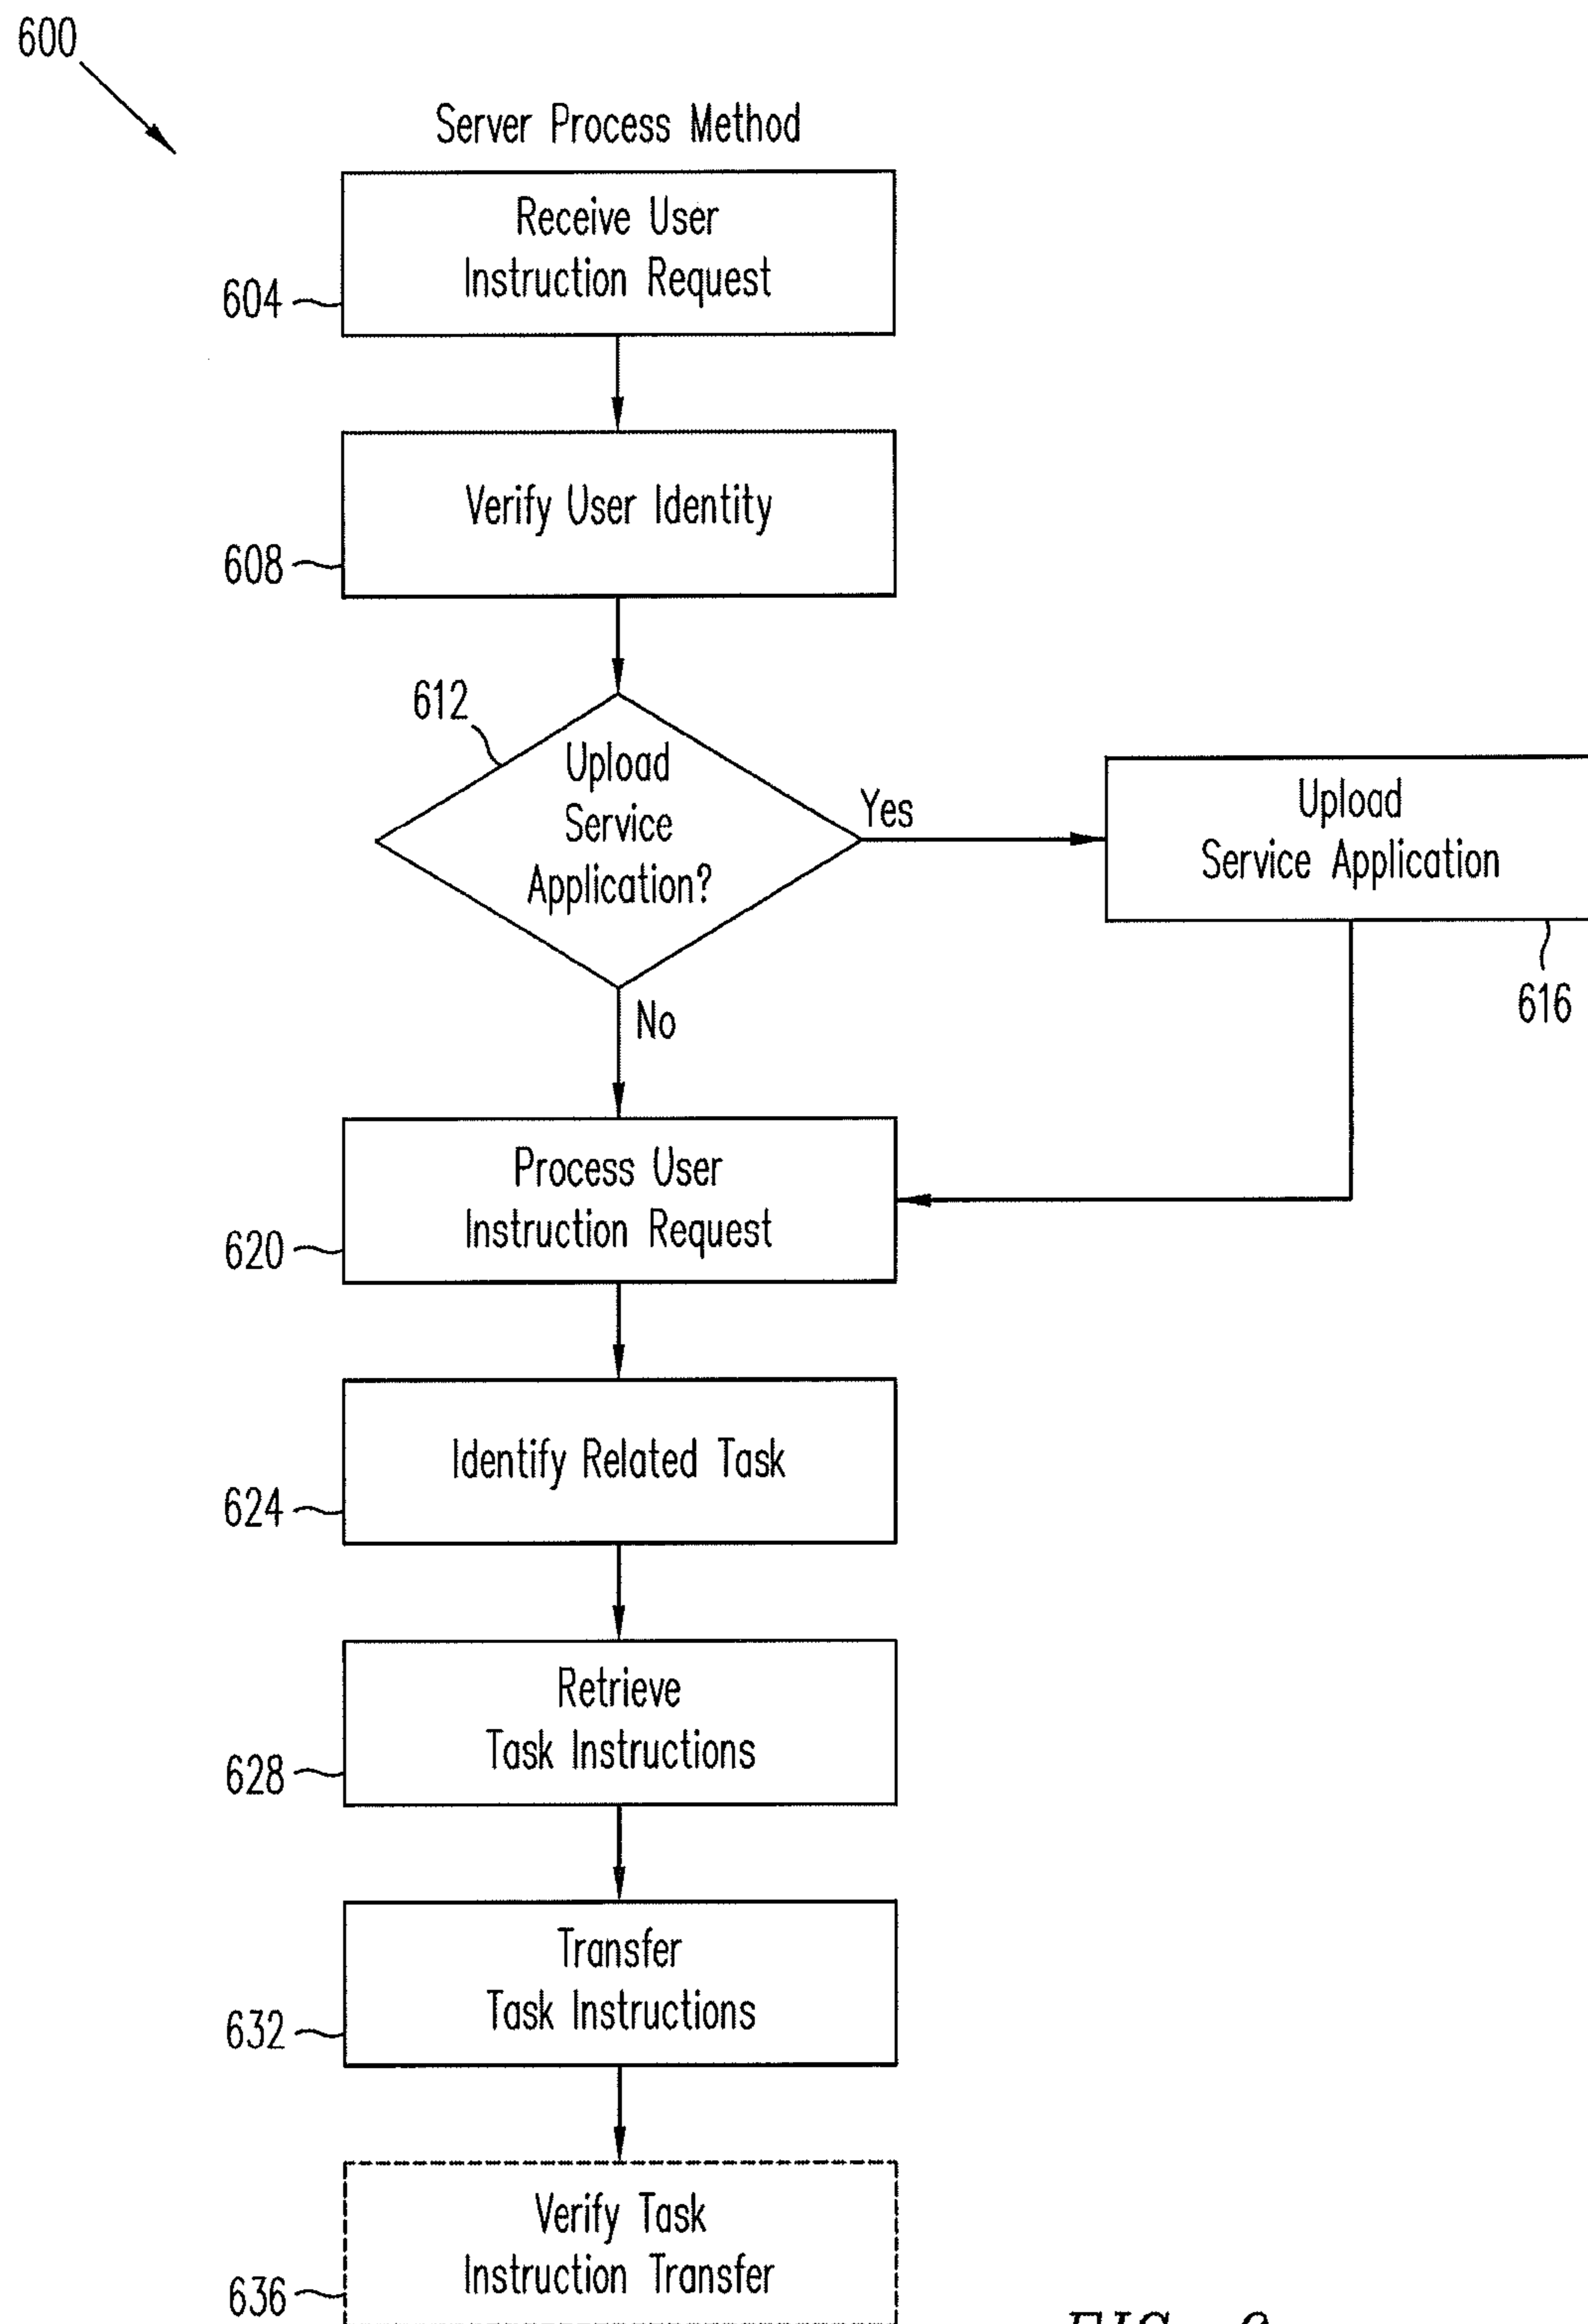 600
Server Process Method
Receive User
Instruction Request
604
Verify User Identity
608
612
Upload
Service
Application?
Yes
Upload
Service Application
616
No
Process User
Instruction Request
620
Identify Related Task
624
Retrieve
Task Instructions
628
Transfer
Task Instructions
632
Verify Task
Instruction Transfer
636